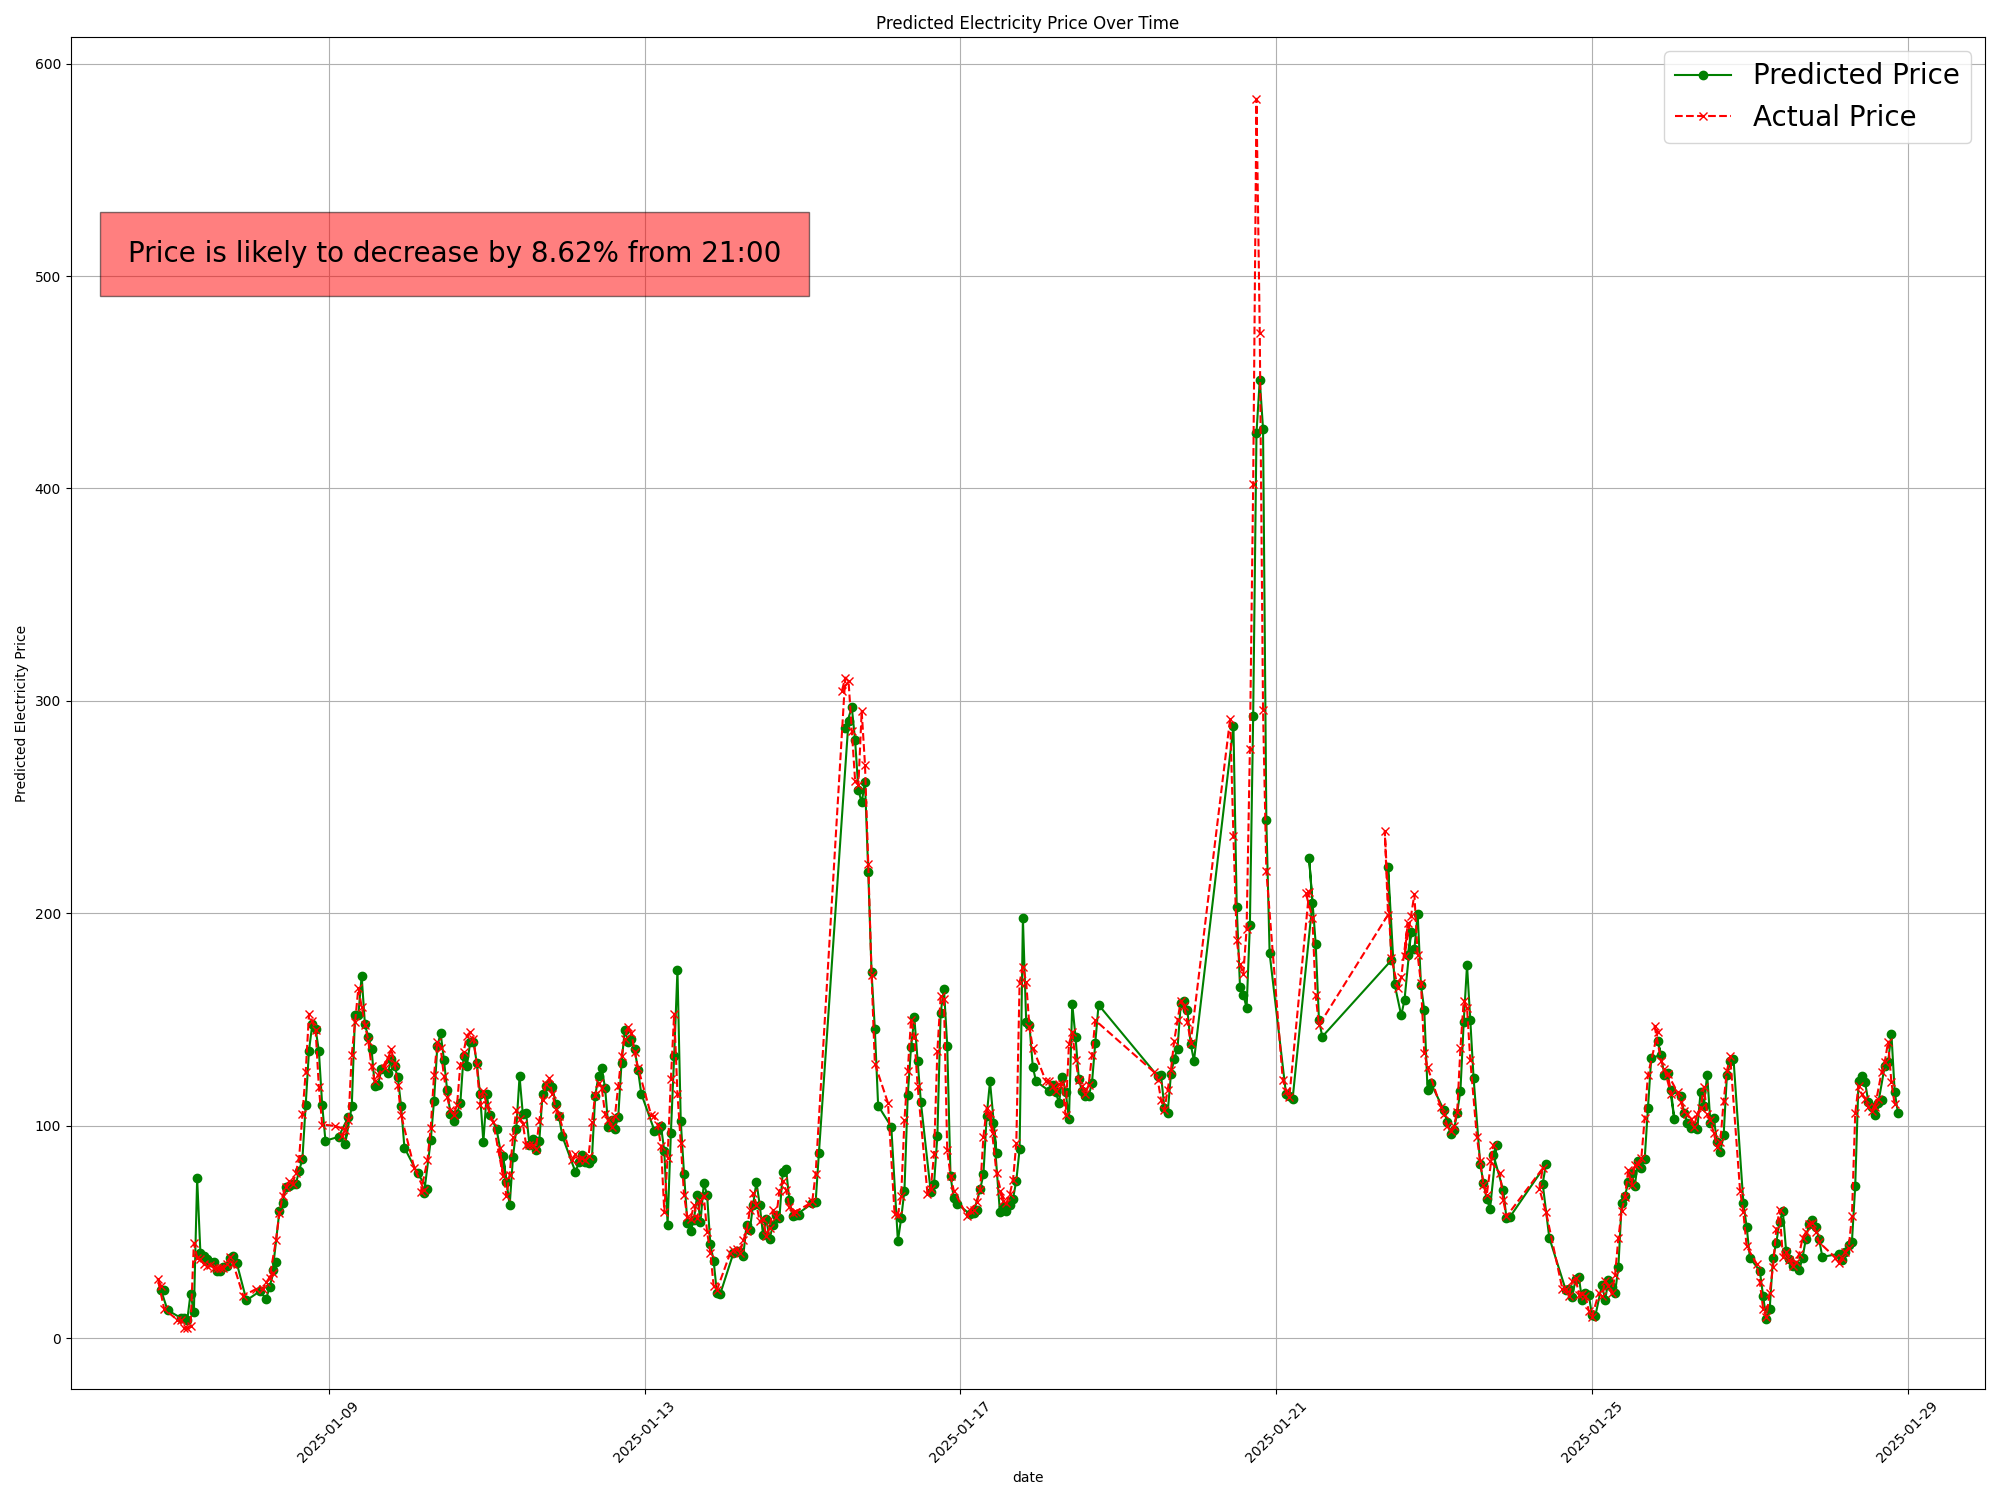 Predicted Electricity Price Over Time
Predicted Price
Actual Price
Price is likely to decrease by 8.62% from 21:00
Predicted Electricity Price
600
500
400
300
200
100
0
2025-01-09
2025-01-13
2025-01-17
2025-01-21
2025-01-25
2025-01-29
date